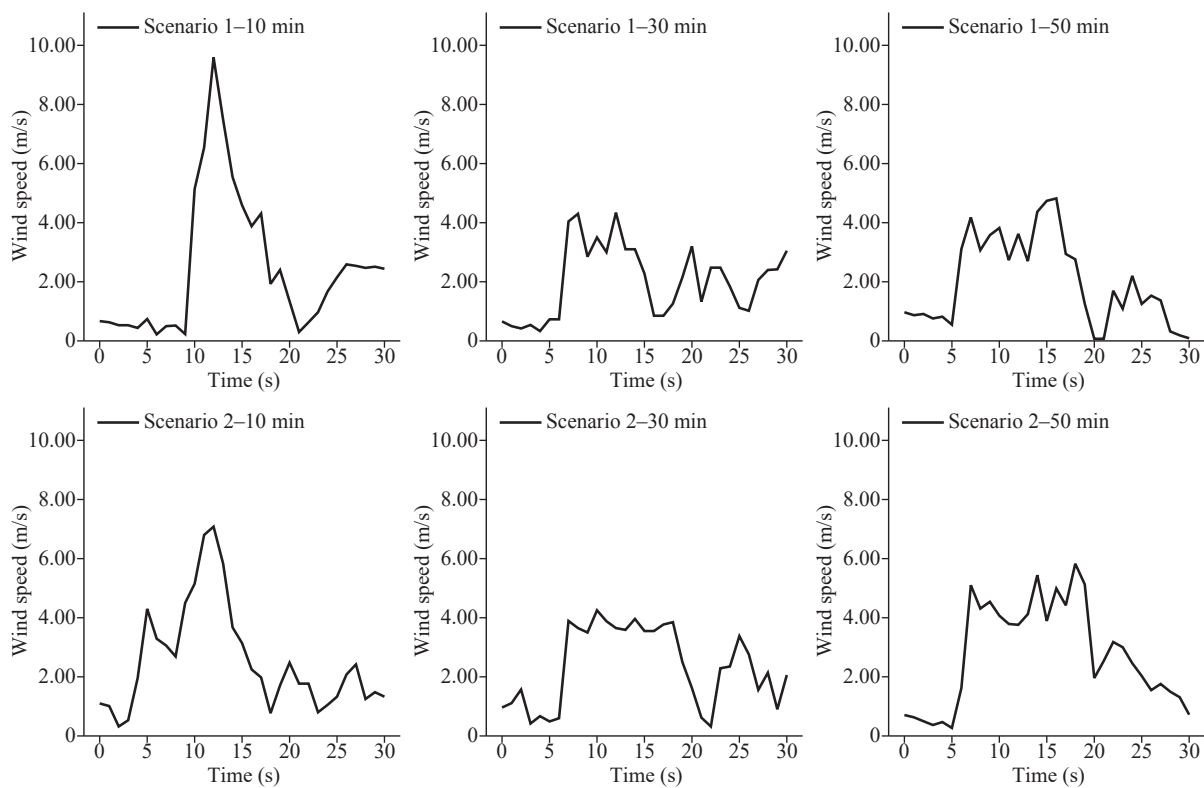 Scenario 1–10 min
10.00
8.00
6.00
4.00
2.00
0
Wind speed (m/s)
0 5 10 15 20 25 30
Time (s)
Scenario 1–30 min
10.00
8.00
6.00
4.00
2.00
0
Wind speed (m/s)
0 5 10 15 20 25 30
Time (s)
Scenario 1–50 min
10.00
8.00
6.00
4.00
2.00
0
Wind speed (m/s)
0 5 10 15 20 25 30
Time (s)
Scenario 2–10 min
10.00
8.00
6.00
4.00
2.00
0
Wind speed (m/s)
0 5 10 15 20 25 30
Time (s)
Scenario 2–30 min
10.00
8.00
6.00
4.00
2.00
0
Wind speed (m/s)
0 5 10 15 20 25 30
Time (s)
Scenario 2–50 min
10.00
8.00
6.00
4.00
2.00
0
Wind speed (m/s)
0 5 10 15 20 25 30
Time (s)